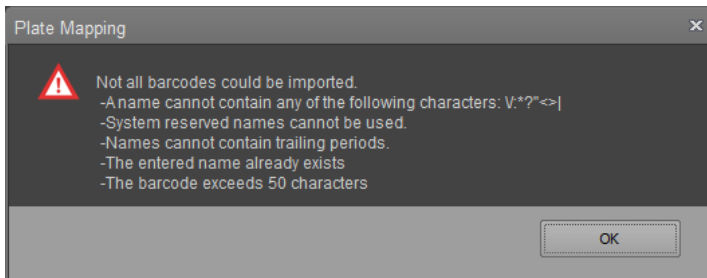 Plate Mapping
Not all barcodes could be imported.
-A name cannot contain any of the following characters: \/:*?"<>|
-System reserved names cannot be used.
-Names cannot contain trailing periods.
-The entered name already exists
-The barcode exceeds 50 characters
OK